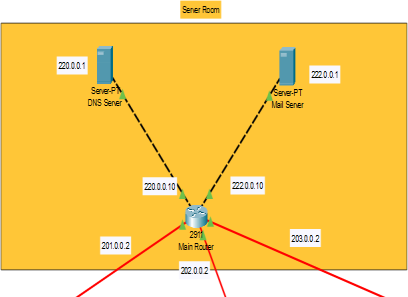 Server Room
220.0.0.1
Server-PT
DNS Server
222.0.0.1
Server-PT
Mail Server
220.0.0.10
222.0.0.10
2911
Main Router
201.0.0.2
203.0.0.2
202.0.0.2